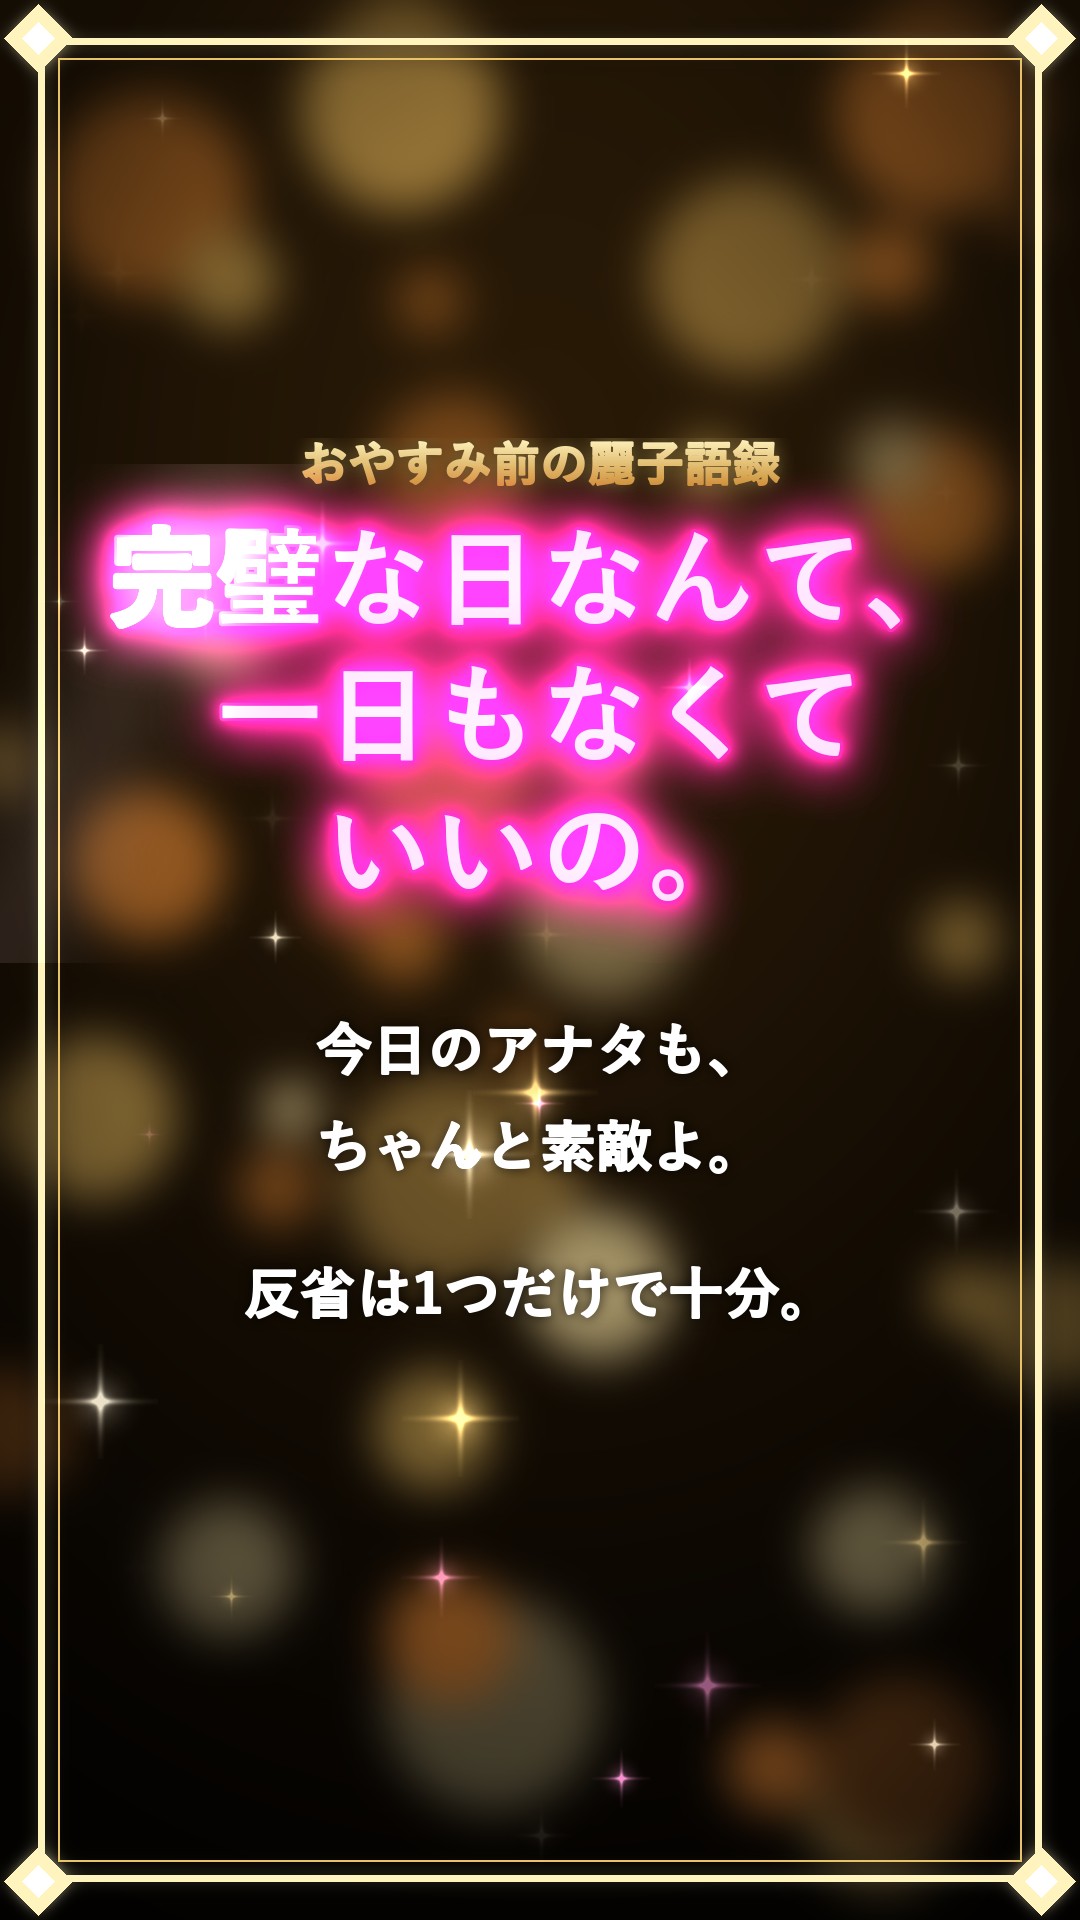 おやすみ前の麗子語録
完璧な日なんて、
一日もなくて
いいの。
今日のアナタも、
ちゃんと素敵よ。
反省は1つだけで十分。